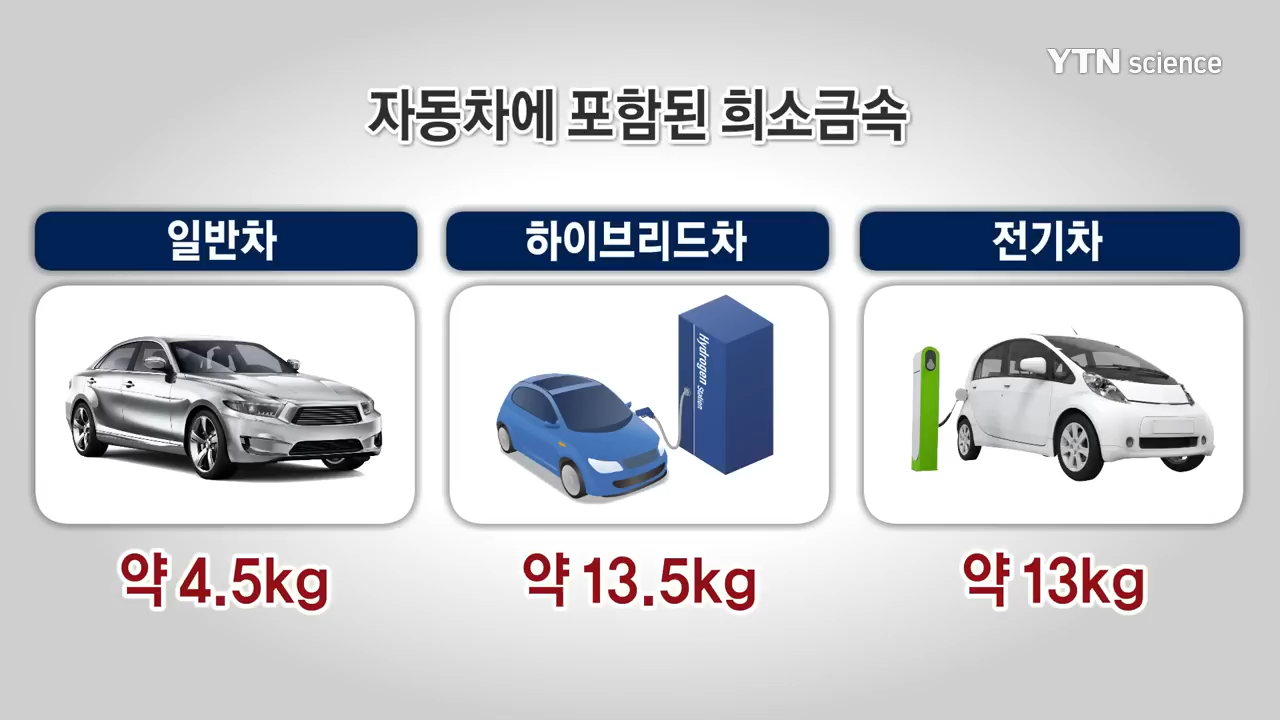 YTN science
자동차에 포함된 희소금속
일반차
하이브리드차
전기차
Hydrogen Station
약 4.5kg
약 13.5kg
약 13kg